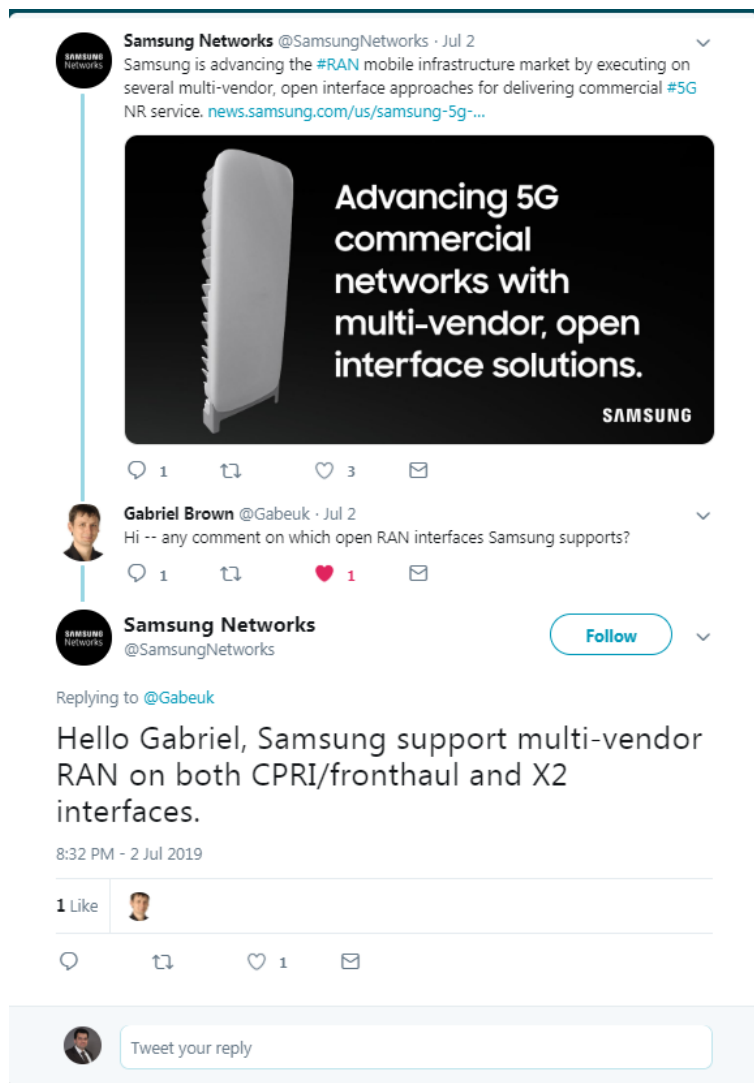 SAMSUNG
Networks
Samsung Networks @SamsungNetworks · Jul 2
Samsung is advancing the #RAN mobile infrastructure market by executing on
several multi-vendor, open interface approaches for delivering commercial #5G
NR service. news.samsung.com/us/samsung-5g-...
Advancing 5G
commercial
networks with
multi-vendor, open
interface solutions.
SAMSUNG
1 3
Gabriel Brown @Gabeuk · Jul 2
Hi -- any comment on which open RAN interfaces Samsung supports?
1 1
SAMSUNG
Networks
Samsung Networks
@SamsungNetworks
Follow
Replying to @Gabeuk
Hello Gabriel, Samsung support multi-vendor
RAN on both CPRI/fronthaul and X2
interfaces.
8:32 PM - 2 Jul 2019
1 Like
1
Tweet your reply